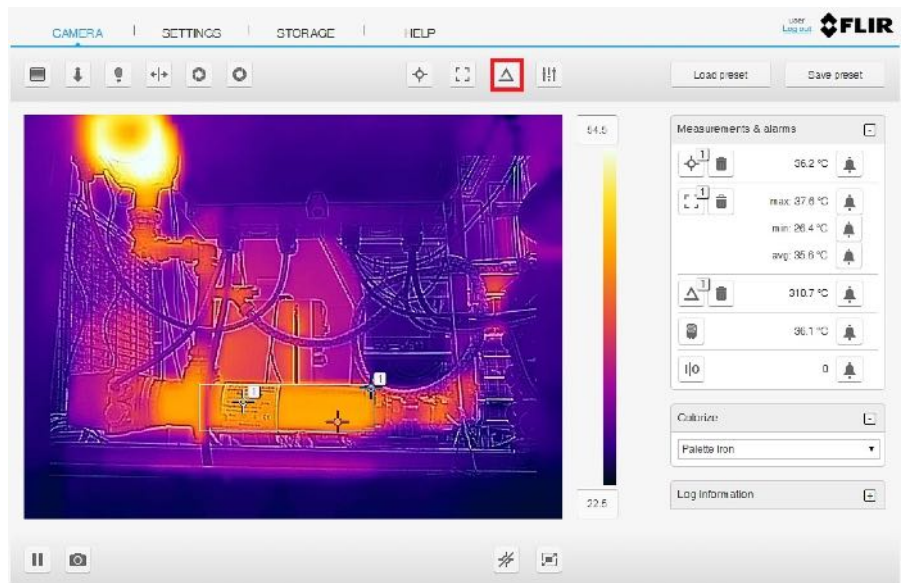 CAMERA SETTINGS STORAGE HELP
User
Log out
FLIR
Load preset Save preset
54.5
22.5
Measurements & alarms
1 36.2 °C
1 max: 37.6 °C
min: 26.4 °C
avg: 35.6 °C
1 310.7 °C
36.1 °C
I|O 0
1
1
Colorize
Palette Iron
Log information